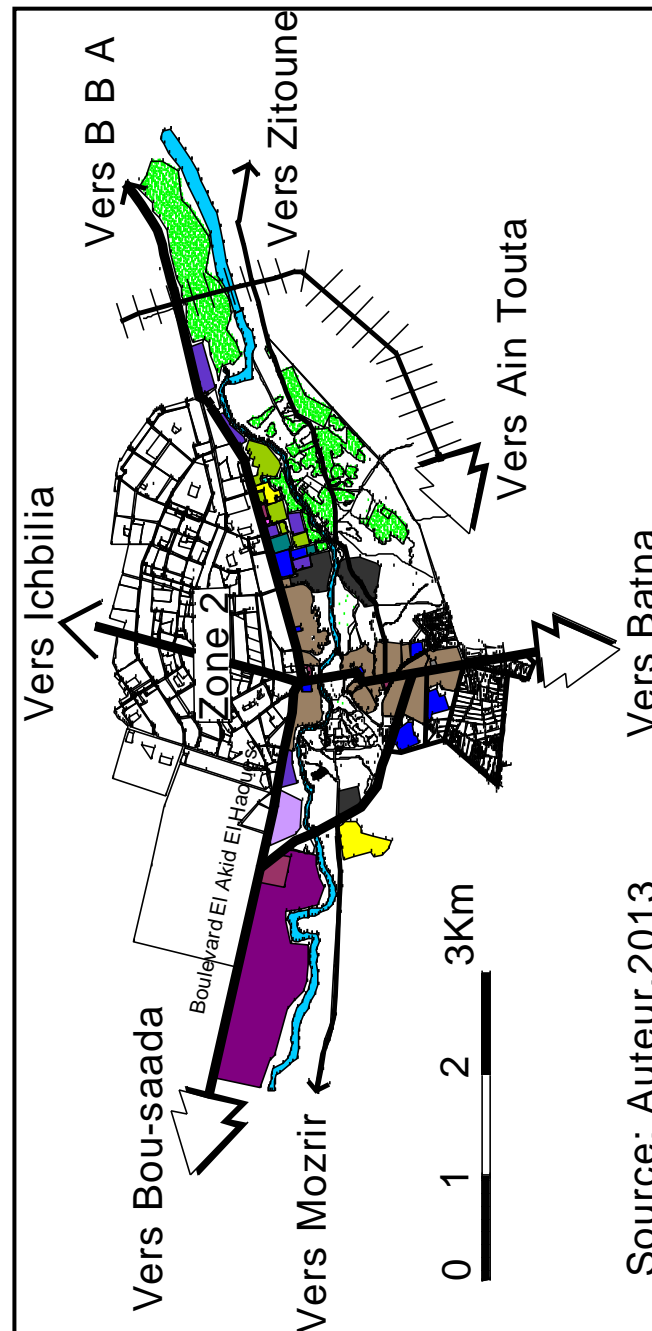 Vers B B A
Vers Zitoune
Vers Ain Touta
Vers Ichbilia
Zone 2
Vers Batna
Boulevard El Akid El Haoues
Vers Bou-saada
Vers Mozrir
0 1 2 3Km
Source: Auteur,2013